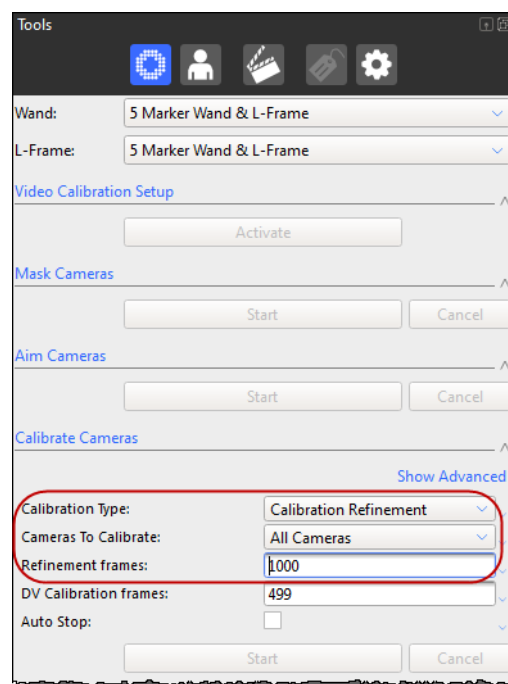 Tools
Wand: 5 Marker Wand & L-Frame
L-Frame: 5 Marker Wand & L-Frame
Video Calibration Setup
Activate
Mask Cameras
Start Cancel
Aim Cameras
Start Cancel
Calibrate Cameras
Show Advanced
Calibration Type: Calibration Refinement
Cameras To Calibrate: All Cameras
Refinement frames: 1000
DV Calibration frames: 499
Auto Stop:
Start Cancel